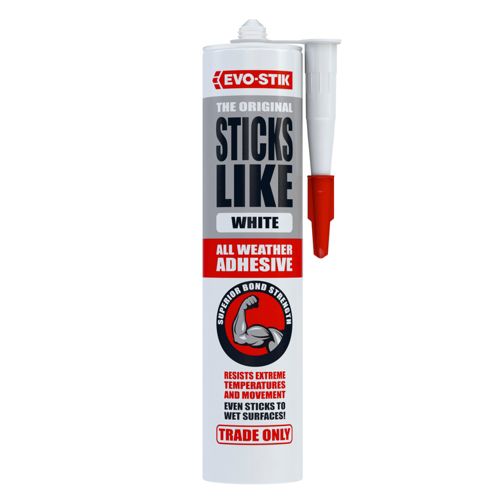 EVO-STIK
THE ORIGINAL
STICKS
LIKE
WHITE
ALL WEATHER
ADHESIVE
SUPERIOR BOND STRENGTH
RESISTS EXTREME
TEMPERATURES
AND MOVEMENT
EVEN STICKS TO
WET SURFACES!
TRADE ONLY